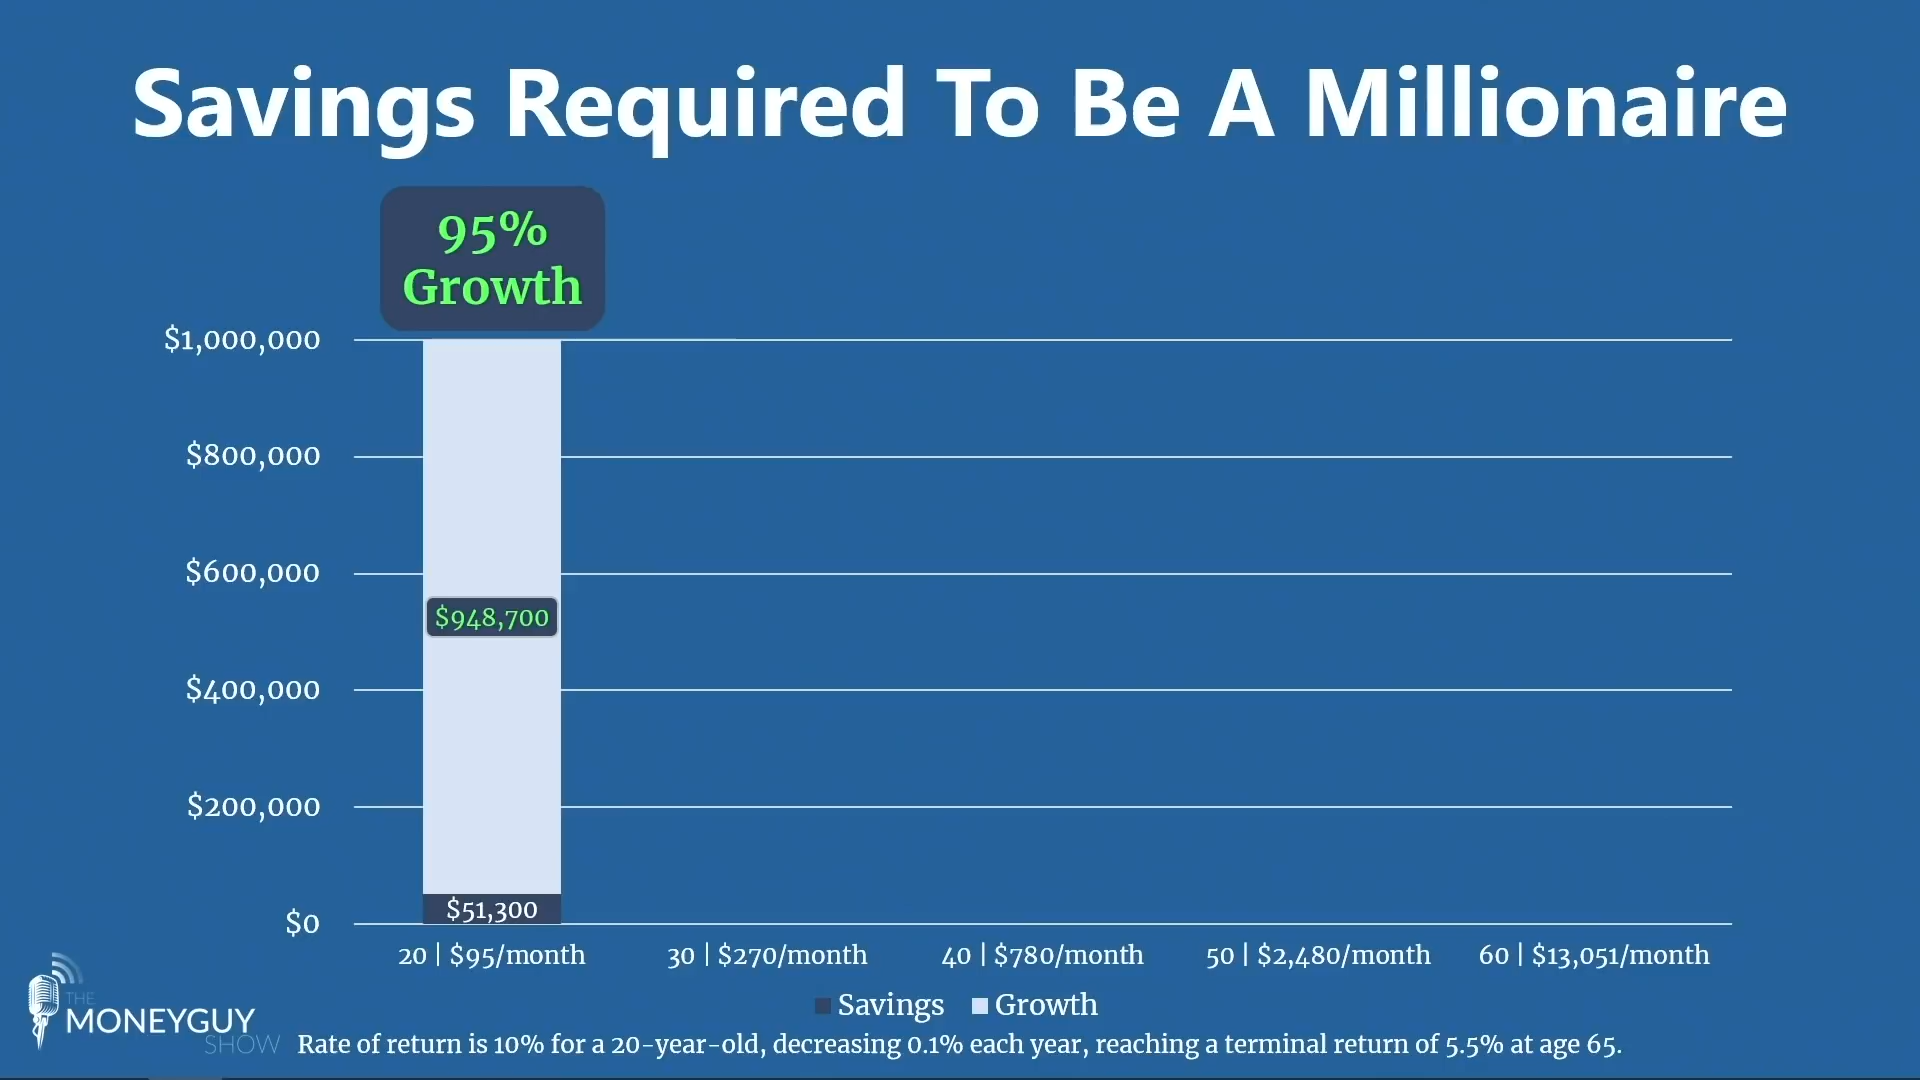 Savings Required To Be A Millionaire
95%
Growth
$1,000,000
$800,000
$600,000
$948,700
$400,000
$200,000
$51,300
$0
20 | $95/month
30 | $270/month
40 | $780/month
50 | $2,480/month
60 | $13,051/month
Savings
Growth
THE
MONEYGUY
SHOW
Rate of return is 10% for a 20-year-old, decreasing 0.1% each year, reaching a terminal return of 5.5% at age 65.